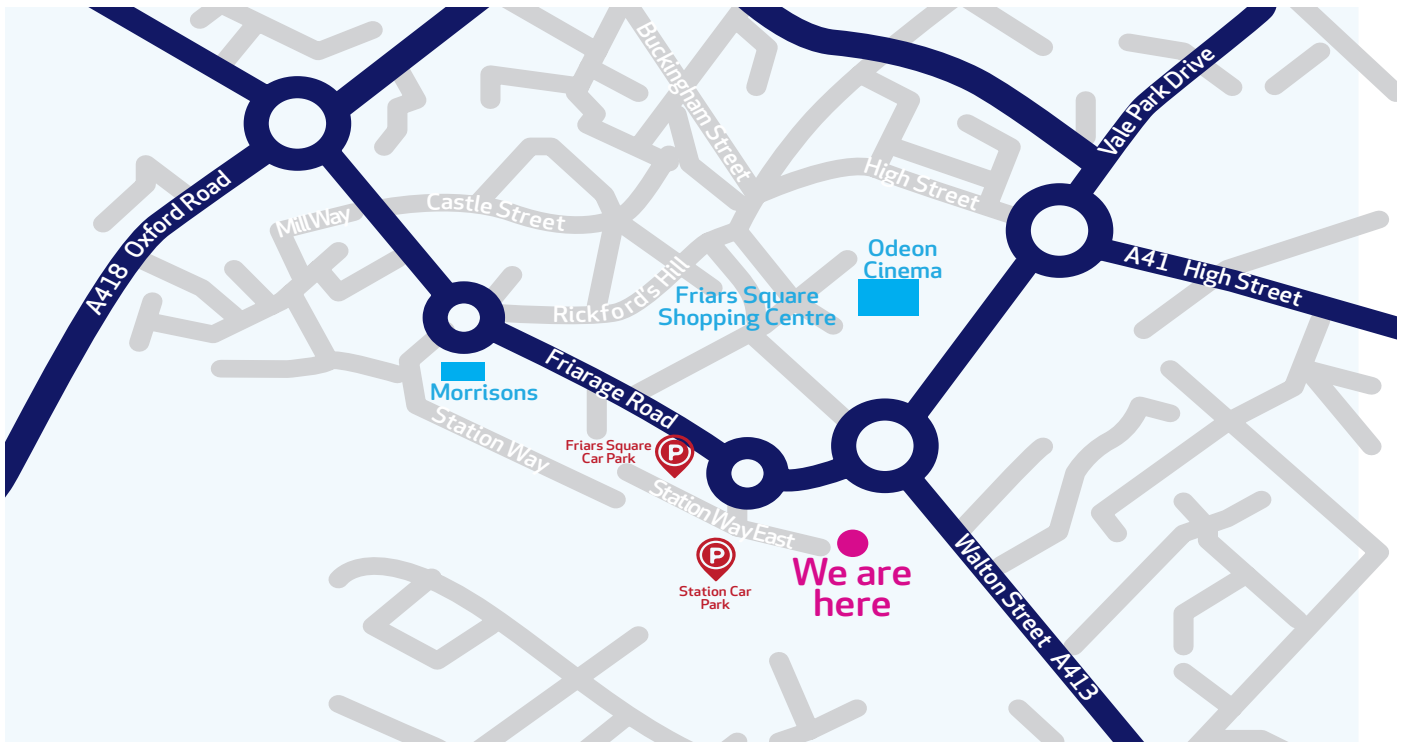 Buckingham Street
Vale Park Drive
High Street
A418 Oxford Road
Mill Way
Castle Street
Odeon
Cinema
A41 High Street
Rickford's Hill
Friars Square
Shopping Centre
Friarage Road
Morrisons
Station Way
Friars Square
Car Park
P
Station Way East
P
Station Car
Park
We are
here
Walton Street A413